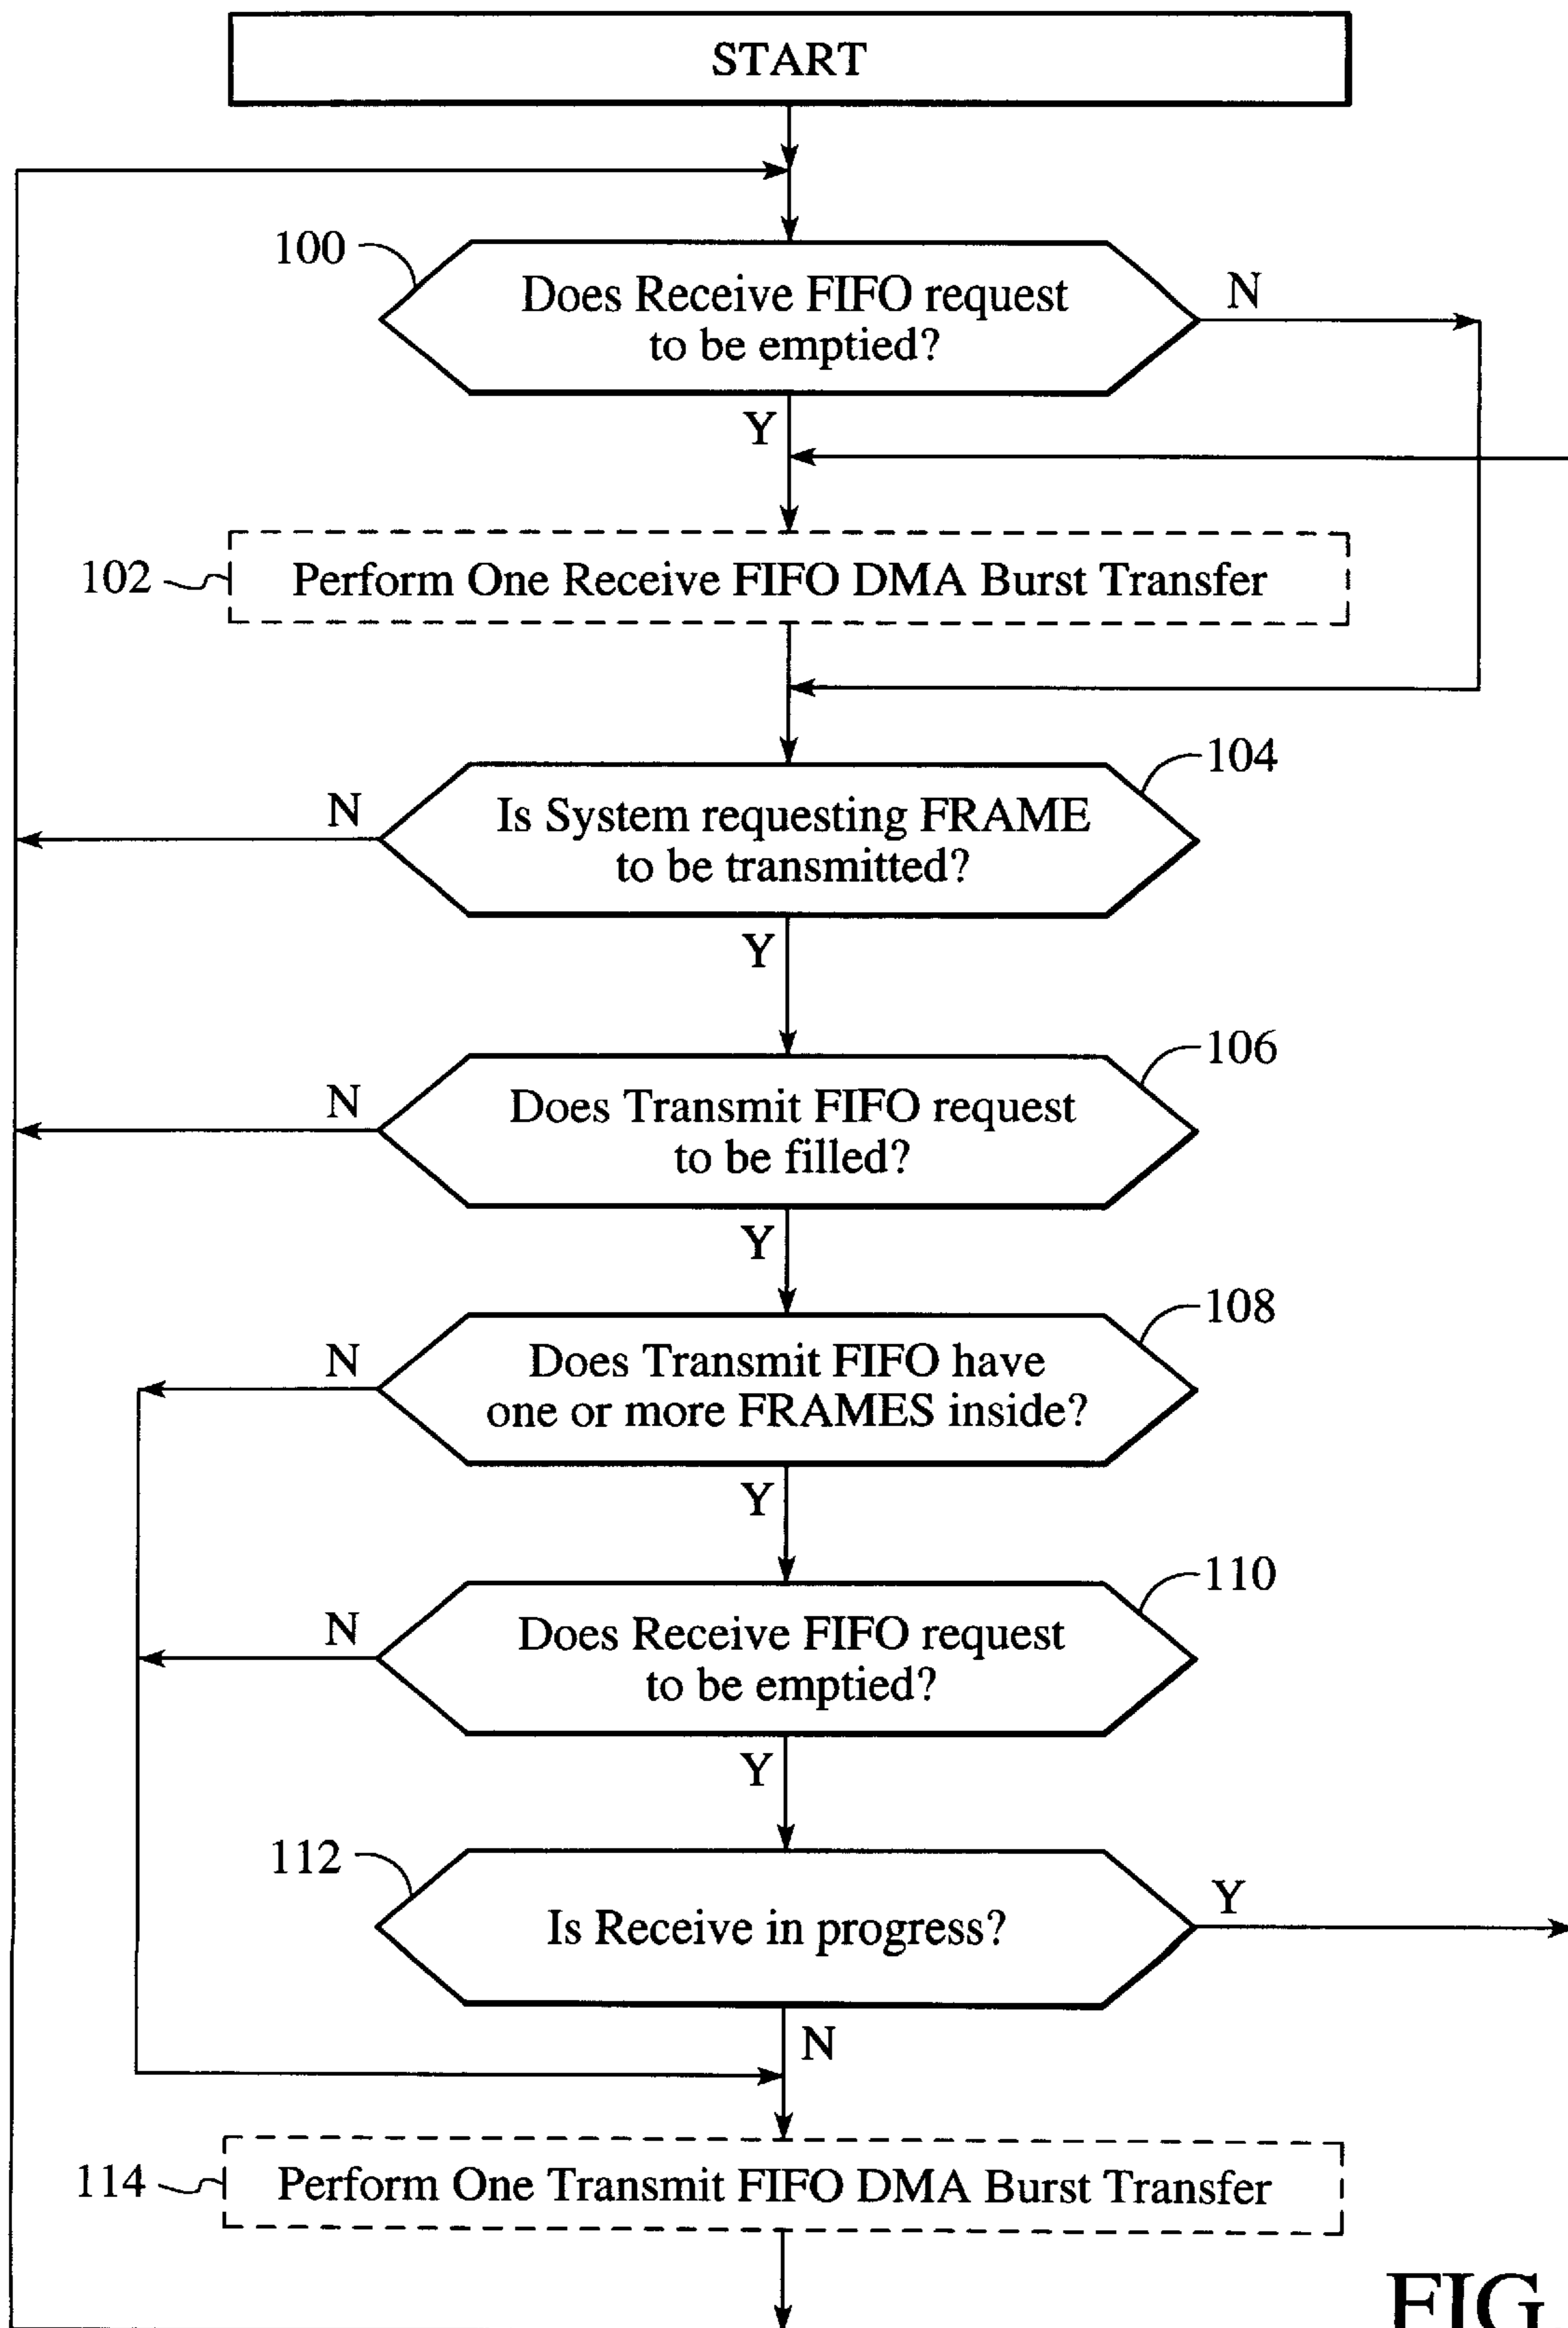 START
100
Does Receive FIFO request
to be emptied?
N
Y
102
Perform One Receive FIFO DMA Burst Transfer
104
N
Is System requesting FRAME
to be transmitted?
Y
106
N
Does Transmit FIFO request
to be filled?
Y
108
N
Does Transmit FIFO have
one or more FRAMES inside?
Y
110
N
Does Receive FIFO request
to be emptied?
Y
112
Is Receive in progress?
Y
N
114
Perform One Transmit FIFO DMA Burst Transfer
FIG